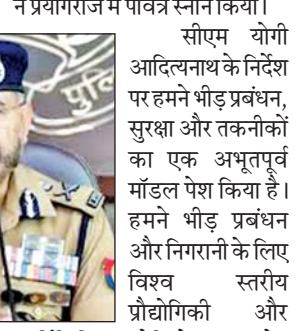 ने प्रयागराज में पवित्र स्नान किया।
सीएम योगी
आदित्यनाथ के निर्देश
पर हमने भीड़ प्रबंधन,
सुरक्षा और तकनीकों
का एक अभूतपूर्व
मॉडल पेश किया है।
हमने भीड़ प्रबंधन
और निगरानी के लिए
विश्व स्तरीय
प्रौद्योगिकी और